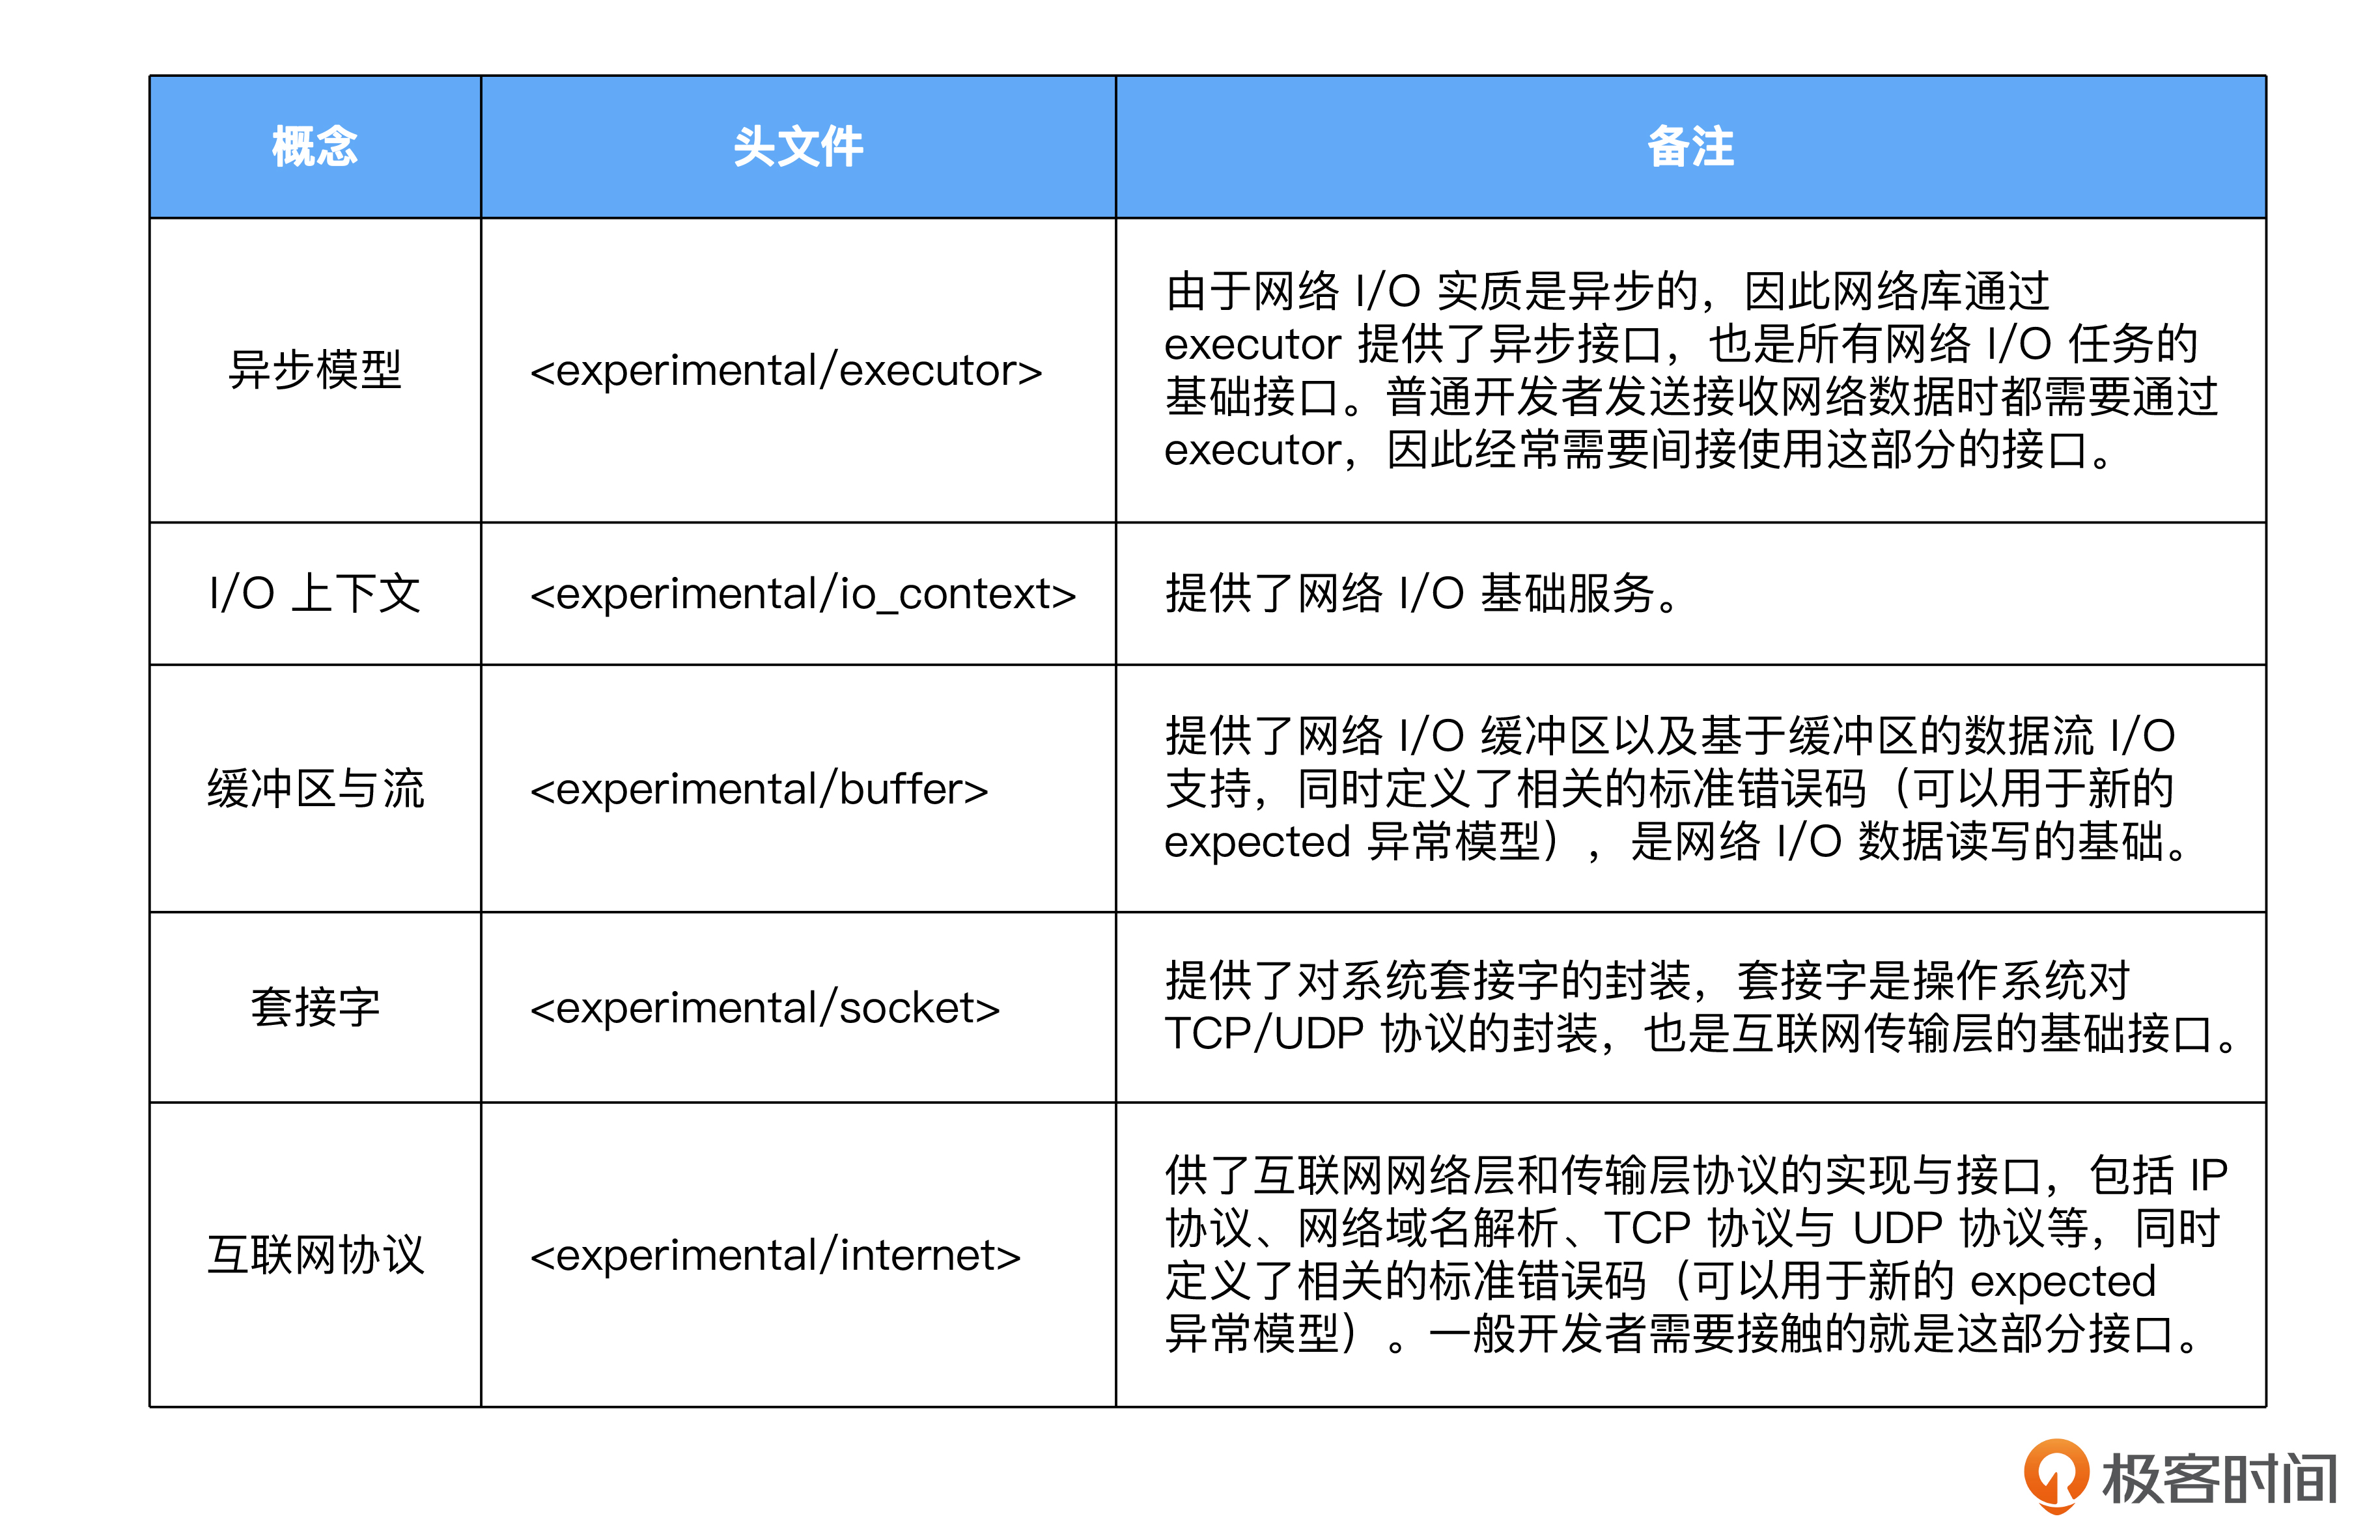 概念
头文件
备注
异步模型
<experimental/executor>
由于网络 I/O 实质是异步的，因此网络库通过
executor 提供了异步接口，也是所有网络 I/O 任务的
基础接口。普通开发者发送接收网络数据时都需要通过
executor，因此经常需要间接使用这部分的接口。
I/O 上下文
<experimental/io_context>
提供了网络 I/O 基础服务。
缓冲区与流
<experimental/buffer>
提供了网络 I/O 缓冲区以及基于缓冲区的数据流 I/O
支持，同时定义了相关的标准错误码（可以用于新的
expected 异常模型），是网络 I/O 数据读写的基础。
套接字
<experimental/socket>
提供了对系统套接字的封装，套接字是操作系统对
TCP/UDP 协议的封装，也是互联网传输层的基础接口。
互联网协议
<experimental/internet>
供了互联网网络层和传输层协议的实现与接口，包括 IP
协议、网络域名解析、TCP 协议与 UDP 协议等，同时
定义了相关的标准错误码（可以用于新的 expected
异常模型）。一般开发者需要接触的就是这部分接口。
极客时间